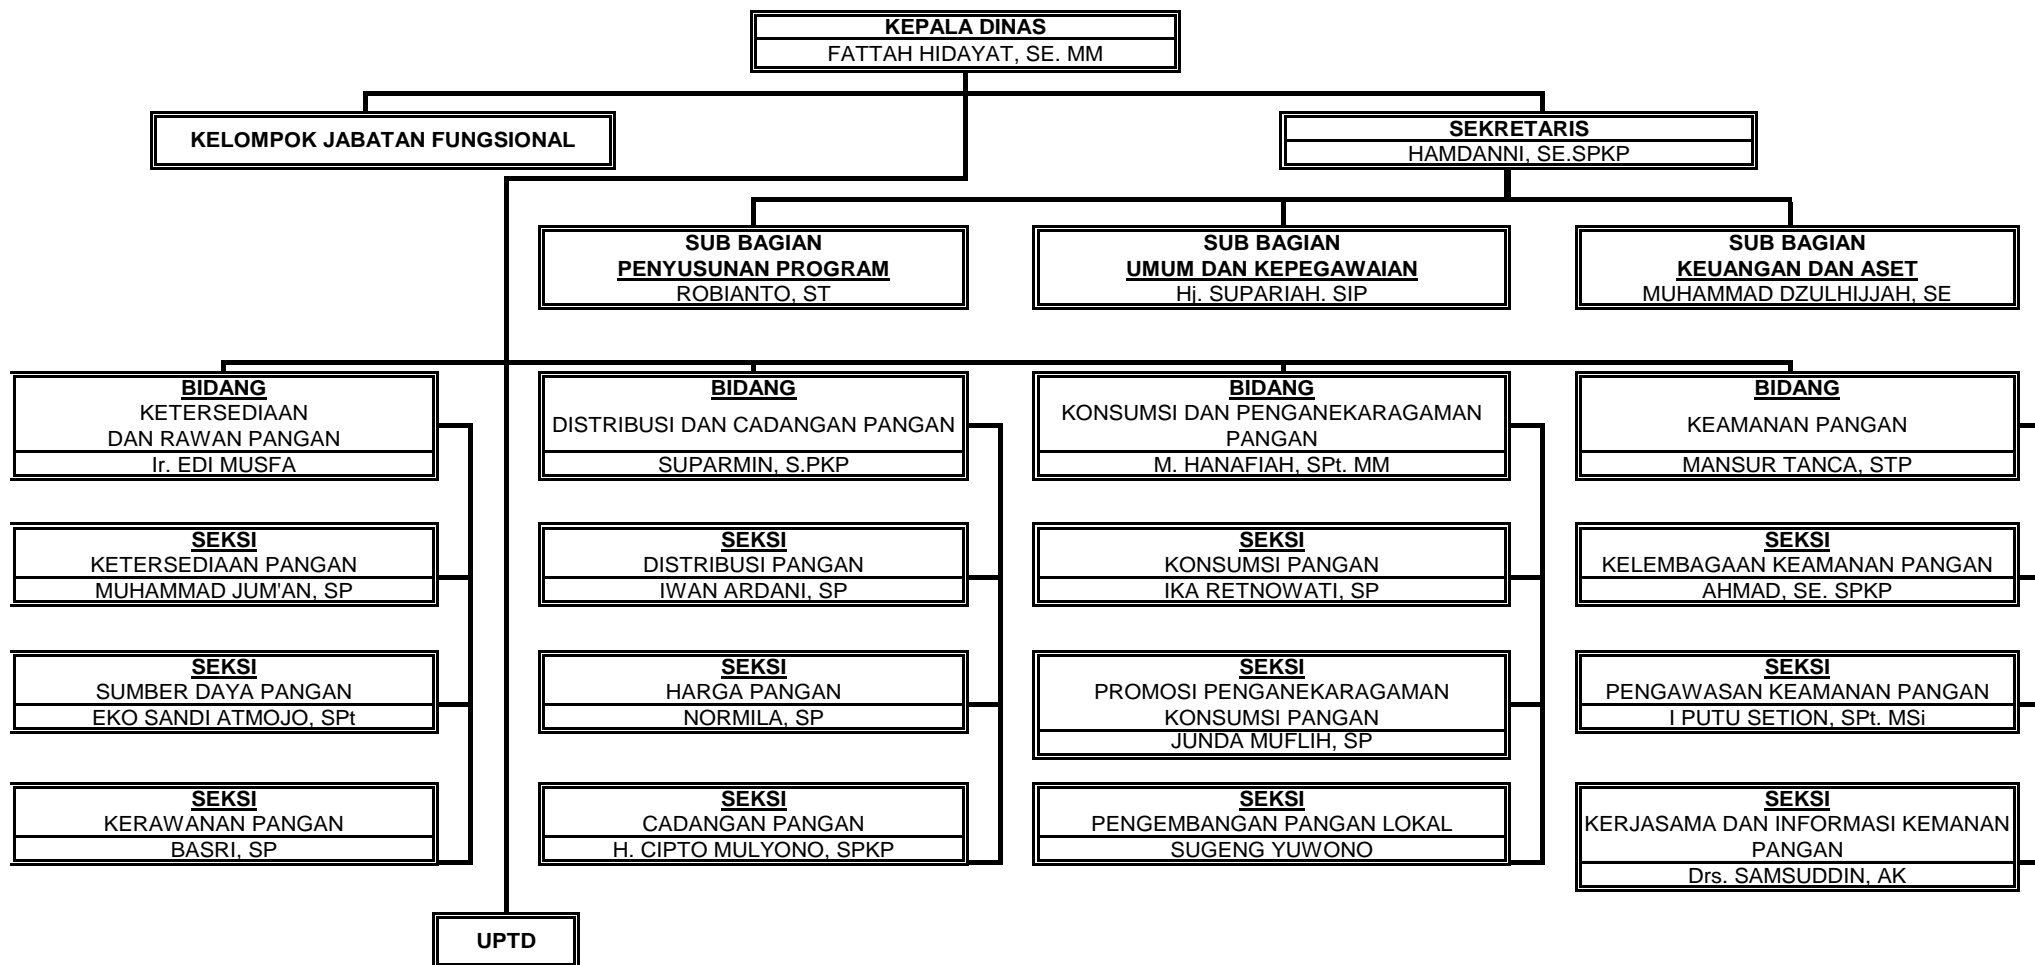 KEPALA DINAS
FATTAH HIDAYAT, SE. MM
KELOMPOK JABATAN FUNGSIONAL
SEKRETARIS
HAMDANNI, SE.SPKP
SUB BAGIAN
PENYUSUNAN PROGRAM
ROBIANTO, ST
SUB BAGIAN
UMUM DAN KEPEGAWAIAN
Hj. SUPARIAH. SIP
SUB BAGIAN
KEUANGAN DAN ASET
MUHAMMAD DZULHIJJAH, SE
BIDANG
KETERSEDIAAN
DAN RAWAN PANGAN
Ir. EDI MUSFA
BIDANG
DISTRIBUSI DAN CADANGAN PANGAN
SUPARMIN, S.PKP
BIDANG
KONSUMSI DAN PENGANEKARAGAMAN
PANGAN
M. HANAFIAH, SPt. MM
BIDANG
KEAMANAN PANGAN
MANSUR TANCA, STP
SEKSI
KETERSEDIAAN PANGAN
MUHAMMAD JUM'AN, SP
SEKSI
DISTRIBUSI PANGAN
IWAN ARDANI, SP
SEKSI
KONSUMSI PANGAN
IKA RETNOWATI, SP
SEKSI
KELEMBAGAAN KEAMANAN PANGAN
AHMAD, SE. SPKP
SEKSI
SUMBER DAYA PANGAN
EKO SANDI ATMOJO, SPt
SEKSI
HARGA PANGAN
NORMILA, SP
SEKSI
PROMOSI PENGANEKARAGAMAN
KONSUMSI PANGAN
JUNDA MUFLIH, SP
SEKSI
PENGAWASAN KEAMANAN PANGAN
I PUTU SETION, SPt. MSi
SEKSI
KERAWANAN PANGAN
BASRI, SP
SEKSI
CADANGAN PANGAN
H. CIPTO MULYONO, SPKP
SEKSI
PENGEMBANGAN PANGAN LOKAL
SUGENG YUWONO
SEKSI
KERJASAMA DAN INFORMASI KEMANAN
PANGAN
Drs. SAMSUDDIN, AK
UPTD